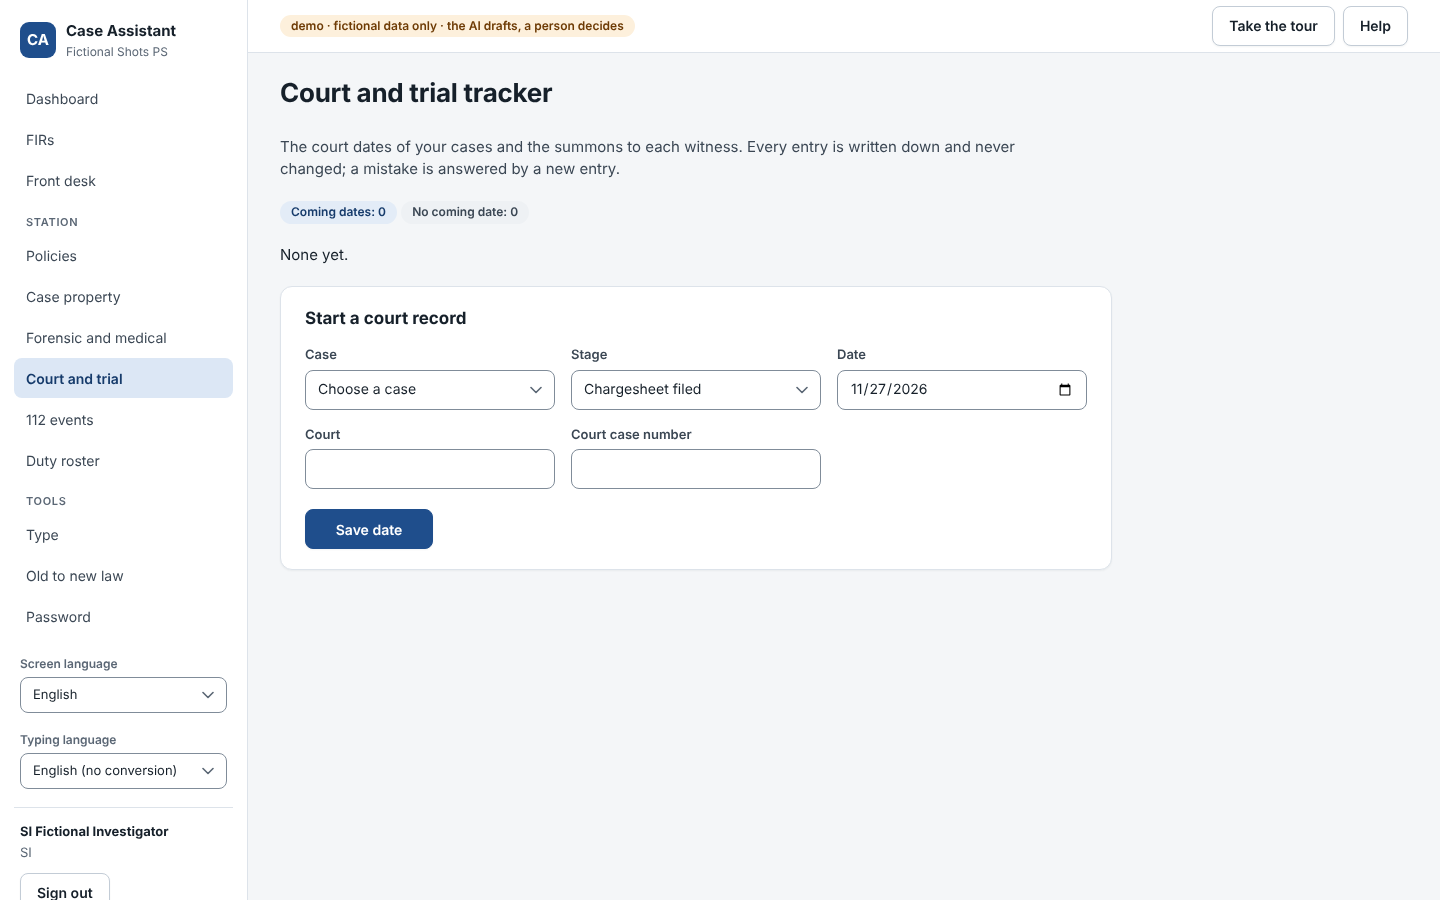 CA
Case Assistant
Fictional Shots PS
Dashboard
FIRs
Front desk
STATION
Policies
Case property
Forensic and medical
Court and trial
112 events
Duty roster
TOOLS
Type
Old to new law
Password
Screen language
English
Typing language
English (no conversion)
SI Fictional Investigator
SI
Sign out
demo · fictional data only · the AI drafts, a person decides
Take the tour
Help
Court and trial tracker
The court dates of your cases and the summons to each witness. Every entry is written down and never
changed; a mistake is answered by a new entry.
Coming dates: 0
No coming date: 0
None yet.
Start a court record
Case
Stage
Date
Choose a case
Chargesheet filed
11/27/2026
Court
Court case number
Save date